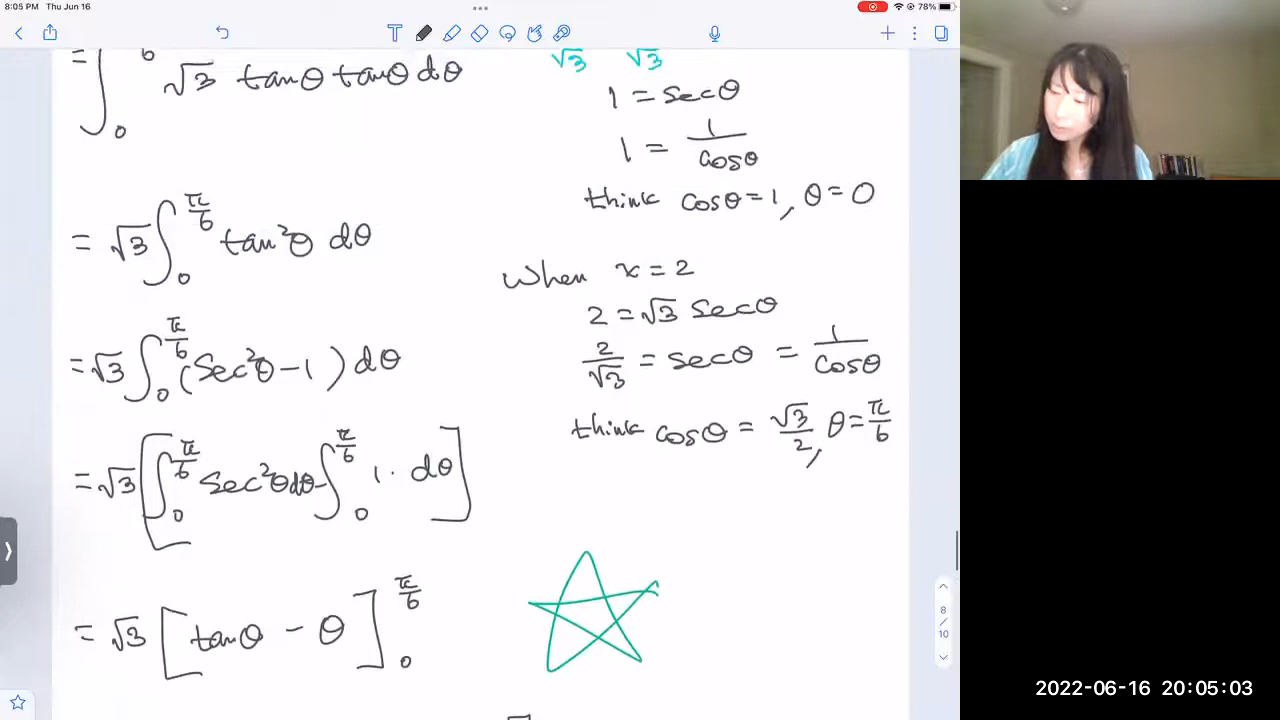 8:05 PM Thu Jun 16
78%
= ∫₀^6 √3 tanθ tanθ dθ
√3 √3
1 = secθ
1 = 1/cosθ
think cosθ = 1, θ = 0
= √3 ∫₀^(π/6) tan²θ dθ
When x = 2
2 = √3 secθ
2/√3 = secθ = 1/cosθ
= √3 ∫₀^(π/6) (sec²θ - 1) dθ
think cosθ = √3/2, θ = π/6
= √3 [∫₀^(π/6) sec²θ dθ - ∫₀^(π/6) 1· dθ]
= √3 [tanθ - θ]₀^(π/6)
8
/
10
2022-06-16 20:05:03